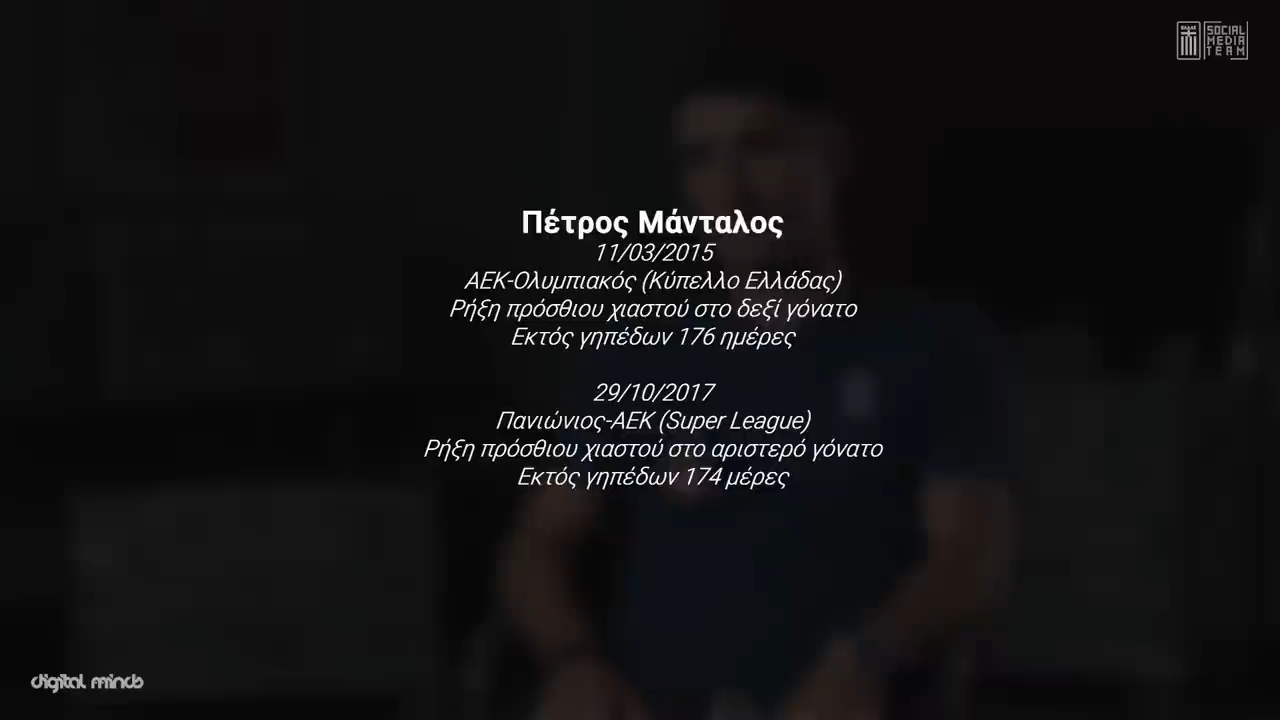 ΕΛΛΑΣ
SOCIAL
MEDIA
TEAM
Πέτρος Μάνταλος
11/03/2015
ΑΕΚ-Ολυμπιακός (Κύπελλο Ελλάδας)
Ρήξη πρόσθιου χιαστού στο δεξί γόνατο
Εκτός γηπέδων 176 ημέρες
29/10/2017
Πανιώνιος-ΑΕΚ (Super League)
Ρήξη πρόσθιου χιαστού στο αριστερό γόνατο
Εκτός γηπέδων 174 μέρες
digital minds